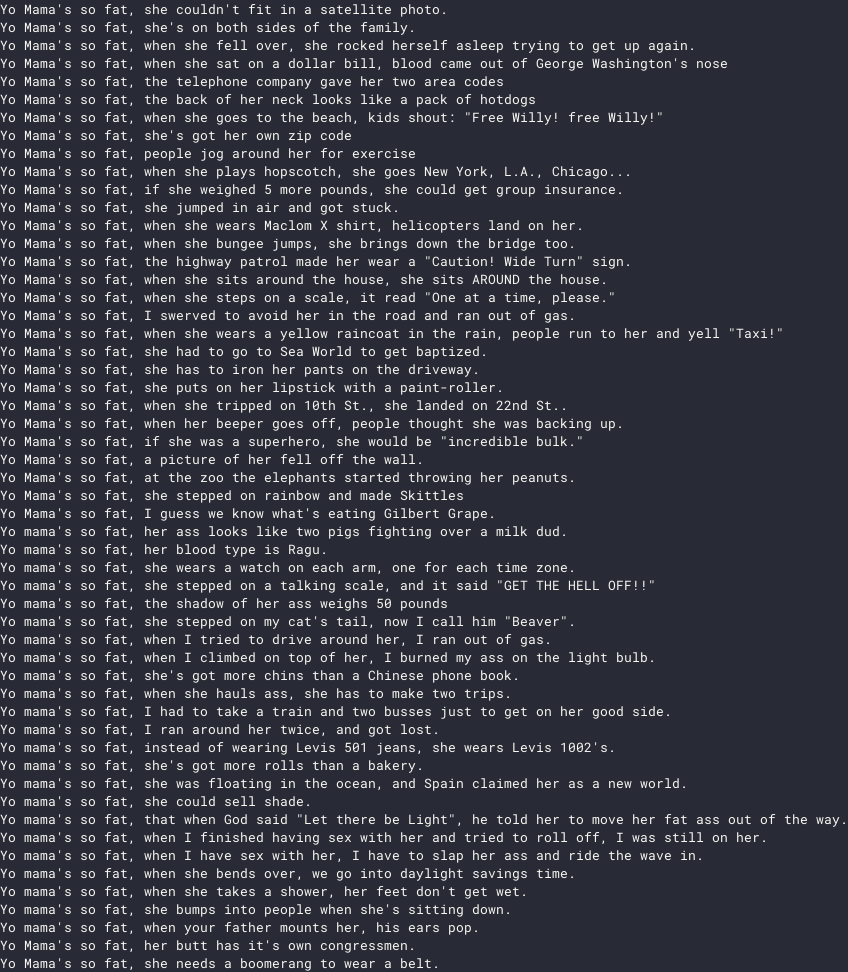 Yo Mama's so fat, she couldn't fit in a satellite photo.
Yo Mama's so fat, she's on both sides of the family.
Yo Mama's so fat, when she fell over, she rocked herself asleep trying to get up again.
Yo Mama's so fat, when she sat on a dollar bill, blood came out of George Washington's nose
Yo Mama's so fat, the telephone company gave her two area codes
Yo Mama's so fat, the back of her neck looks like a pack of hotdogs
Yo Mama's so fat, when she goes to the beach, kids shout: "Free Willy! free Willy!"
Yo Mama's so fat, she's got her own zip code
Yo Mama's so fat, people jog around her for exercise
Yo Mama's so fat, when she plays hopscotch, she goes New York, L.A., Chicago...
Yo Mama's so fat, if she weighed 5 more pounds, she could get group insurance.
Yo Mama's so fat, she jumped in air and got stuck.
Yo Mama's so fat, when she wears Maclom X shirt, helicopters land on her.
Yo Mama's so fat, when she bungee jumps, she brings down the bridge too.
Yo Mama's so fat, the highway patrol made her wear a "Caution! Wide Turn" sign.
Yo Mama's so fat, when she sits around the house, she sits AROUND the house.
Yo Mama's so fat, when she steps on a scale, it read "One at a time, please."
Yo Mama's so fat, I swerved to avoid her in the road and ran out of gas.
Yo Mama's so fat, when she wears a yellow raincoat in the rain, people run to her and yell "Taxi!"
Yo Mama's so fat, she had to go to Sea World to get baptized.
Yo Mama's so fat, she has to iron her pants on the driveway.
Yo Mama's so fat, she puts on her lipstick with a paint-roller.
Yo Mama's so fat, when she tripped on 10th St., she landed on 22nd St..
Yo Mama's so fat, when her beeper goes off, people thought she was backing up.
Yo Mama's so fat, if she was a superhero, she would be "incredible bulk."
Yo Mama's so fat, a picture of her fell off the wall.
Yo Mama's so fat, at the zoo the elephants started throwing her peanuts.
Yo Mama's so fat, she stepped on rainbow and made Skittles
Yo Mama's so fat, I guess we know what's eating Gilbert Grape.
Yo mama's so fat, her ass looks like two pigs fighting over a milk dud.
Yo mama's so fat, her blood type is Ragu.
Yo mama's so fat, she wears a watch on each arm, one for each time zone.
Yo mama's so fat, she stepped on a talking scale, and it said "GET THE HELL OFF!!"
Yo mama's so fat, the shadow of her ass weighs 50 pounds
Yo mama's so fat, she stepped on my cat's tail, now I call him "Beaver".
Yo mama's so fat, when I tried to drive around her, I ran out of gas.
Yo mama's so fat, when I climbed on top of her, I burned my ass on the light bulb.
Yo mama's so fat, she's got more chins than a Chinese phone book.
Yo mama's so fat, when she hauls ass, she has to make two trips.
Yo mama's so fat, I had to take a train and two busses just to get on her good side.
Yo mama's so fat, I ran around her twice, and got lost.
Yo mama's so fat, instead of wearing Levis 501 jeans, she wears Levis 1002's.
Yo mama's so fat, she's got more rolls than a bakery.
Yo mama's so fat, she was floating in the ocean, and Spain claimed her as a new world.
Yo mama's so fat, she could sell shade.
Yo mama's so fat, that when God said "Let there be Light", he told her to move her fat ass out of the way.
Yo mama's so fat, when I finished having sex with her and tried to roll off, I was still on her.
Yo mama's so fat, when I have sex with her, I have to slap her ass and ride the wave in.
Yo mama's so fat, when she bends over, we go into daylight savings time.
Yo mama's so fat, when she takes a shower, her feet don't get wet.
Yo mama's so fat, she bumps into people when she's sitting down.
Yo mama's so fat, when your father mounts her, his ears pop.
Yo Mama's so fat, her butt has it's own congressmen.
Yo Mama's so fat, she needs a boomerang to wear a belt.